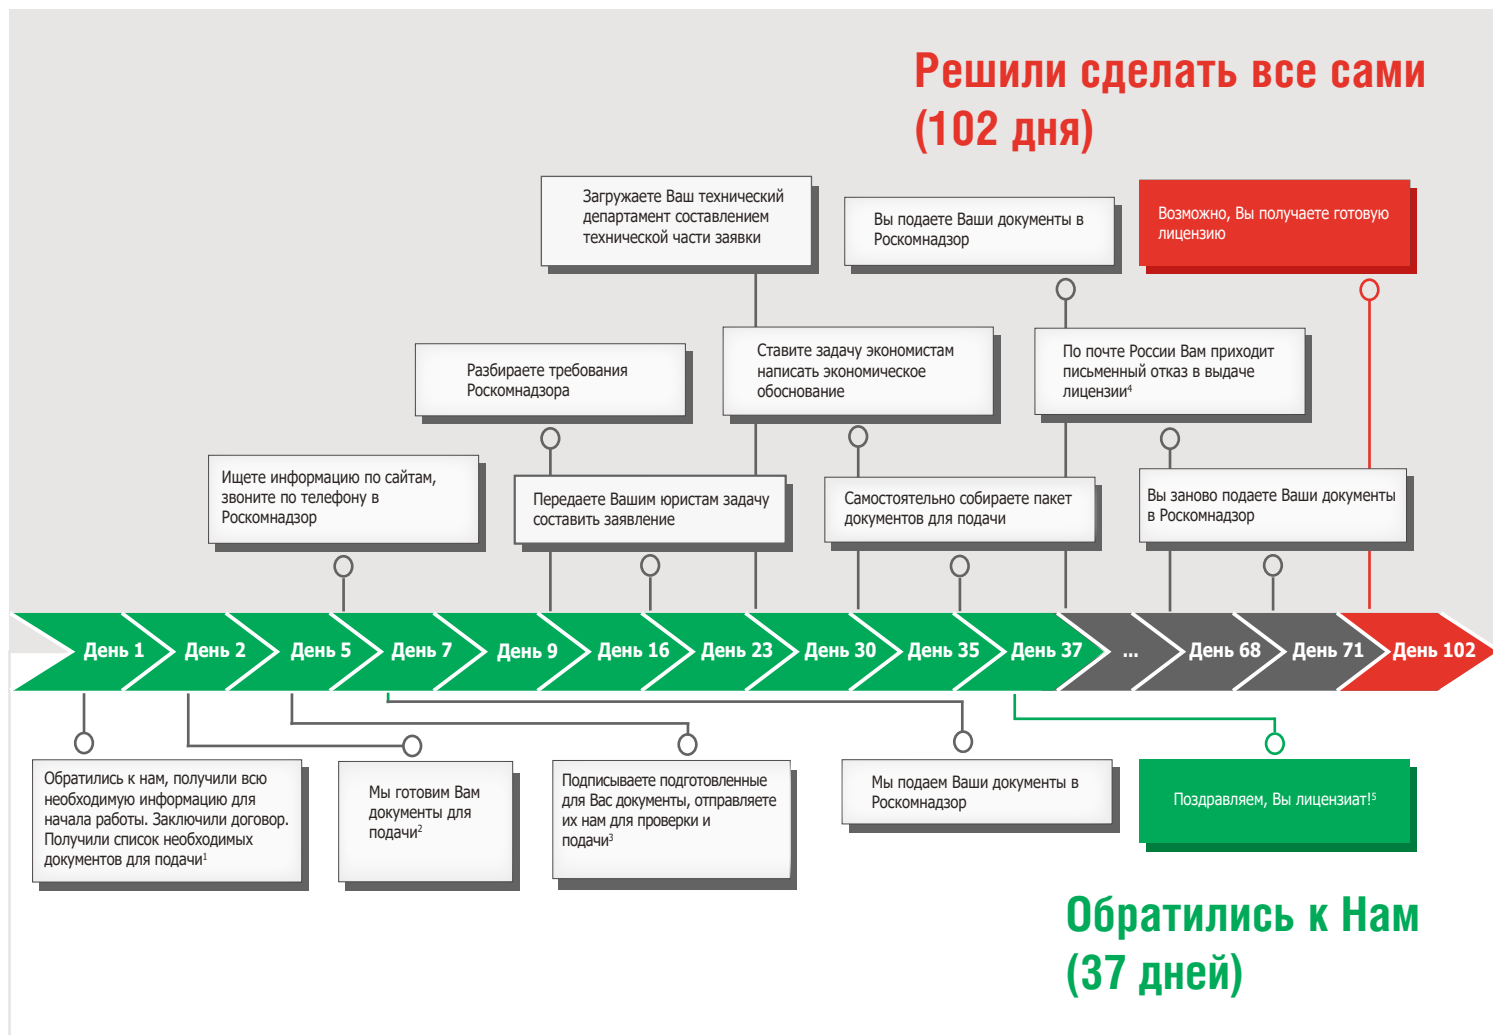 Решили сделать все сами
(102 дня)
Загружаете Ваш технический
департамент составлением
технической части заявки
Вы подаете Ваши документы в
Роскомнадзор
Возможно, Вы получаете готовую
лицензию
Разбираете требования
Роскомнадзора
Ставите задачу экономистам
написать экономическое
обоснование
По почте России Вам приходит
письменный отказ в выдаче
лицензии⁴
Ищете информацию по сайтам,
звоните по телефону в
Роскомнадзор
Передаете Вашим юристам задачу
составить заявление
Самостоятельно собираете пакет
документов для подачи
Вы заново подаете Ваши документы
в Роскомнадзор
День 1
День 2
День 5
День 7
День 9
День 16
День 23
День 30
День 35
День 37
...
День 68
День 71
День 102
Обратились к нам, получили всю
необходимую информацию для
начала работы. Заключили договор.
Получили список необходимых
документов для подачи¹
Мы готовим Вам
документы для
подачи²
Подписываете подготовленные
для Вас документы, отправляете
их нам для проверки и
подачи³
Мы подаем Ваши документы в
Роскомнадзор
Поздравляем, Вы лицензиат!⁵
Обратились к Нам
(37 дней)